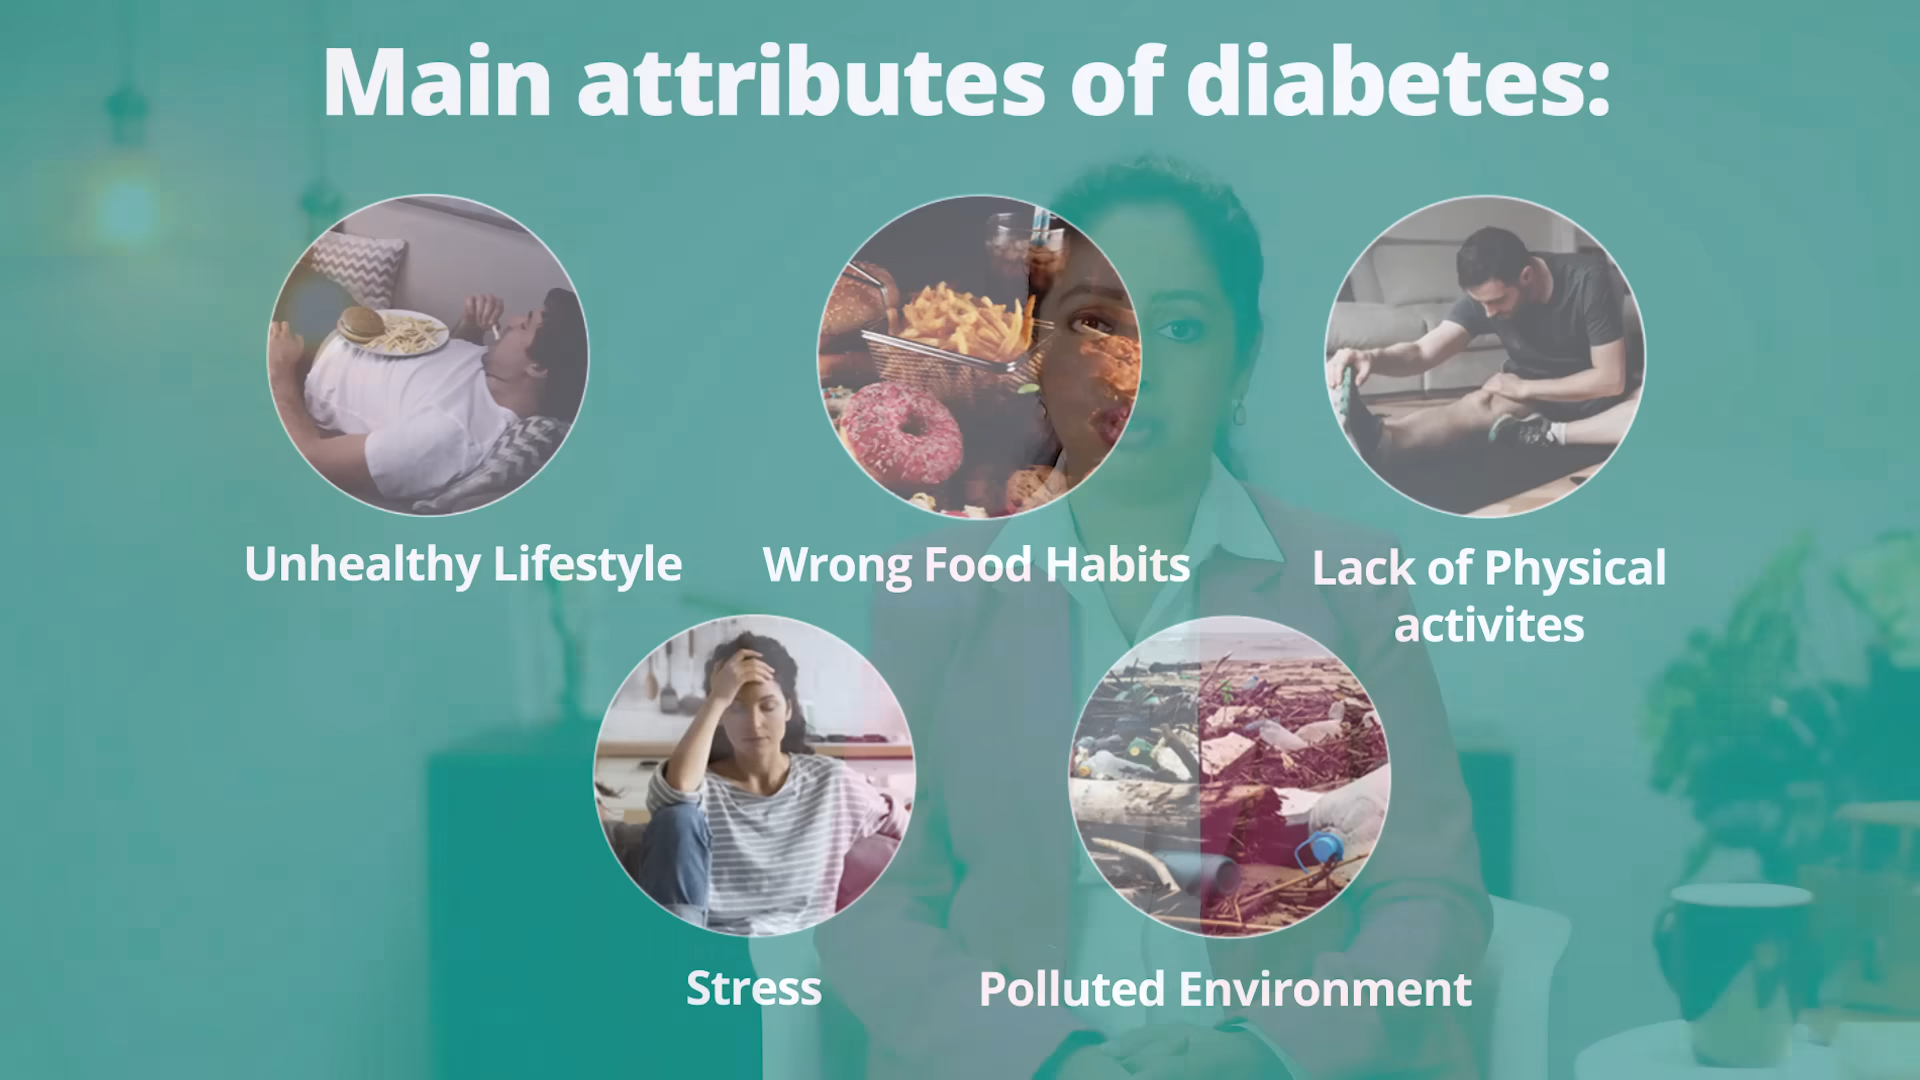 Main attributes of diabetes:
Unhealthy Lifestyle
Wrong Food Habits
Lack of Physical
activites
Stress
Polluted Environment